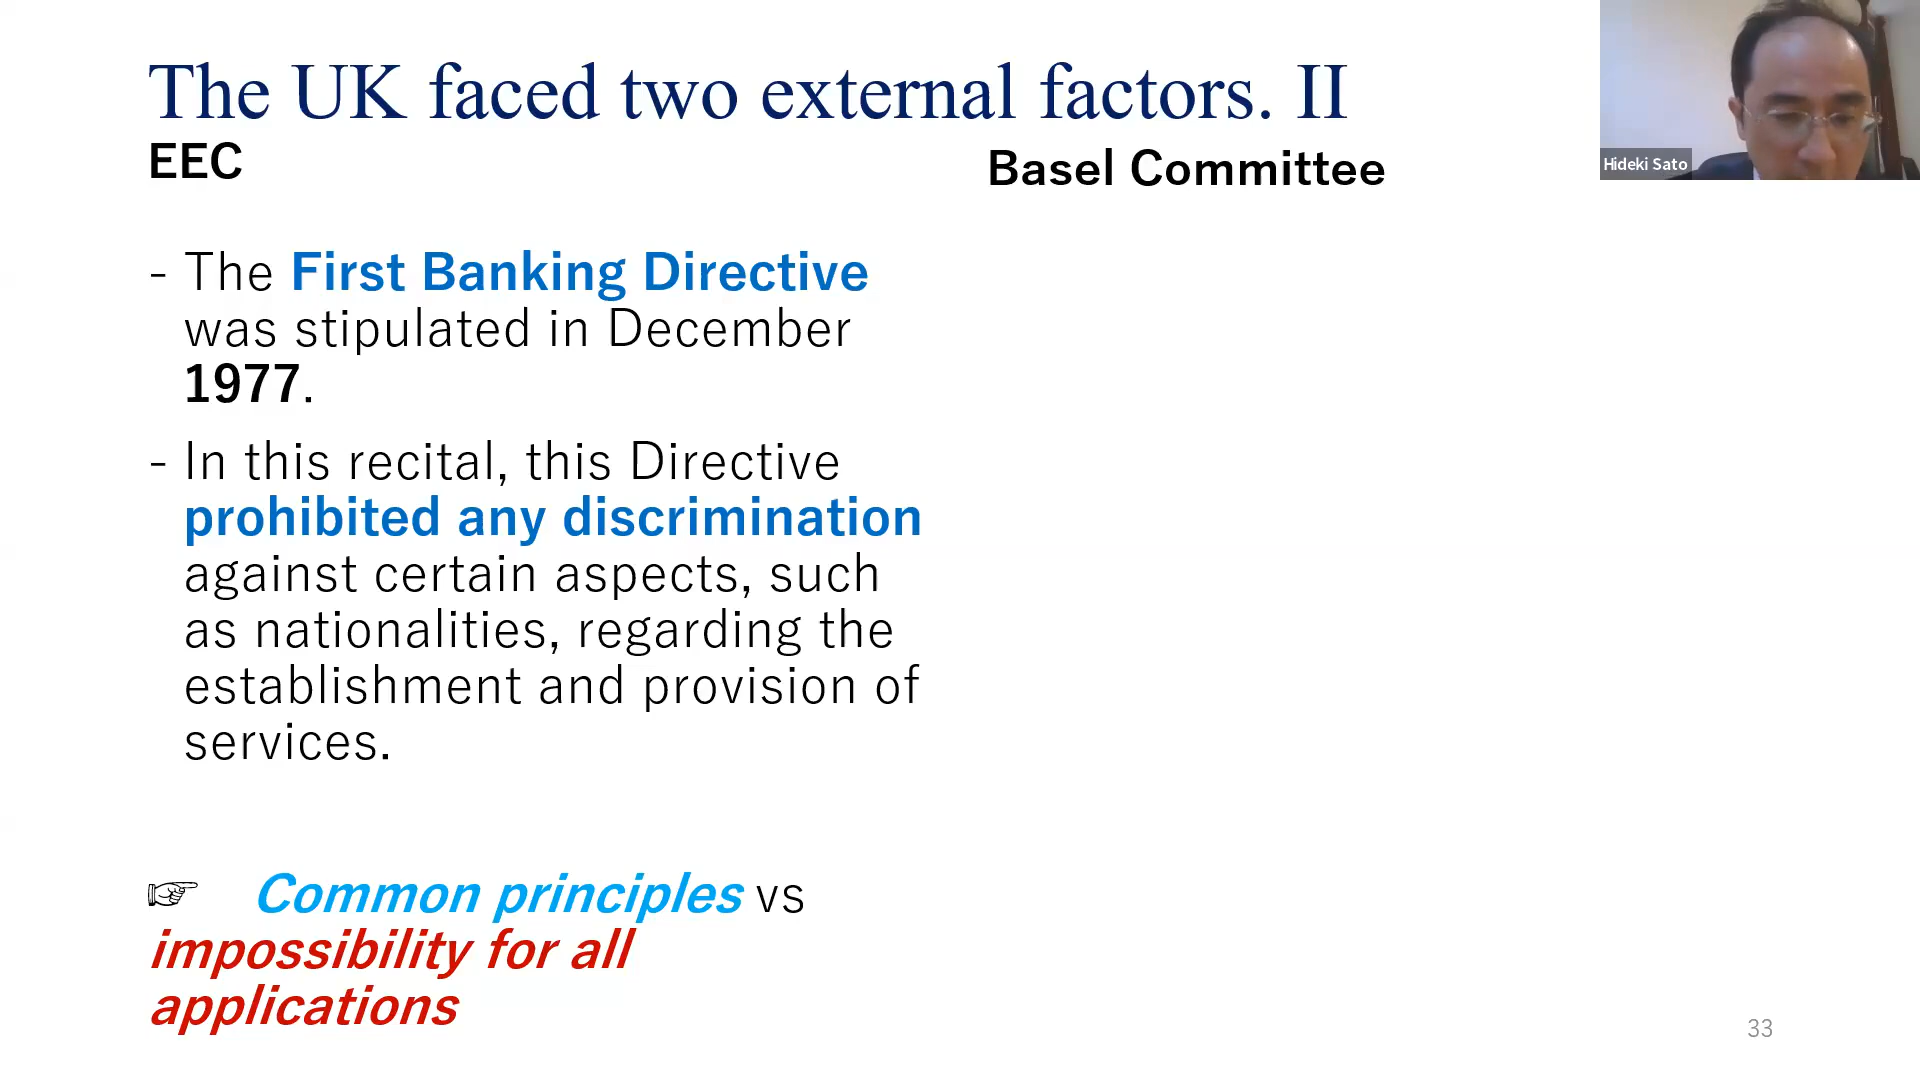 The UK faced two external factors. II
EEC
Basel Committee
Hideki Sato
- The First Banking Directive
was stipulated in December
1977.
- In this recital, this Directive
prohibited any discrimination
against certain aspects, such
as nationalities, regarding the
establishment and provision of
services.
☞ Common principles vs
impossibility for all
applications
33